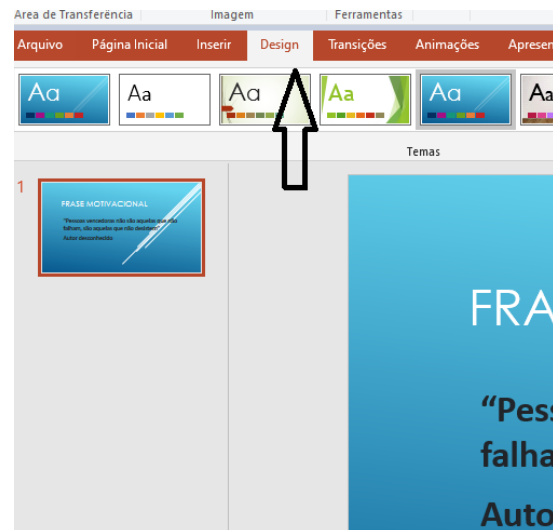 Área de Transferência Imagem Ferramentas
Arquivo Página Inicial Inserir Design Transições Animações Apresen
Aa Aa Aa Aa Aa Aa
Temas
1
FRASE MOTIVACIONAL
"Pessoas vencedoras não são aquelas que não
falham, são aquelas que não desistem"
Autor desconhecido
FRA
“Pess
falha
Auto